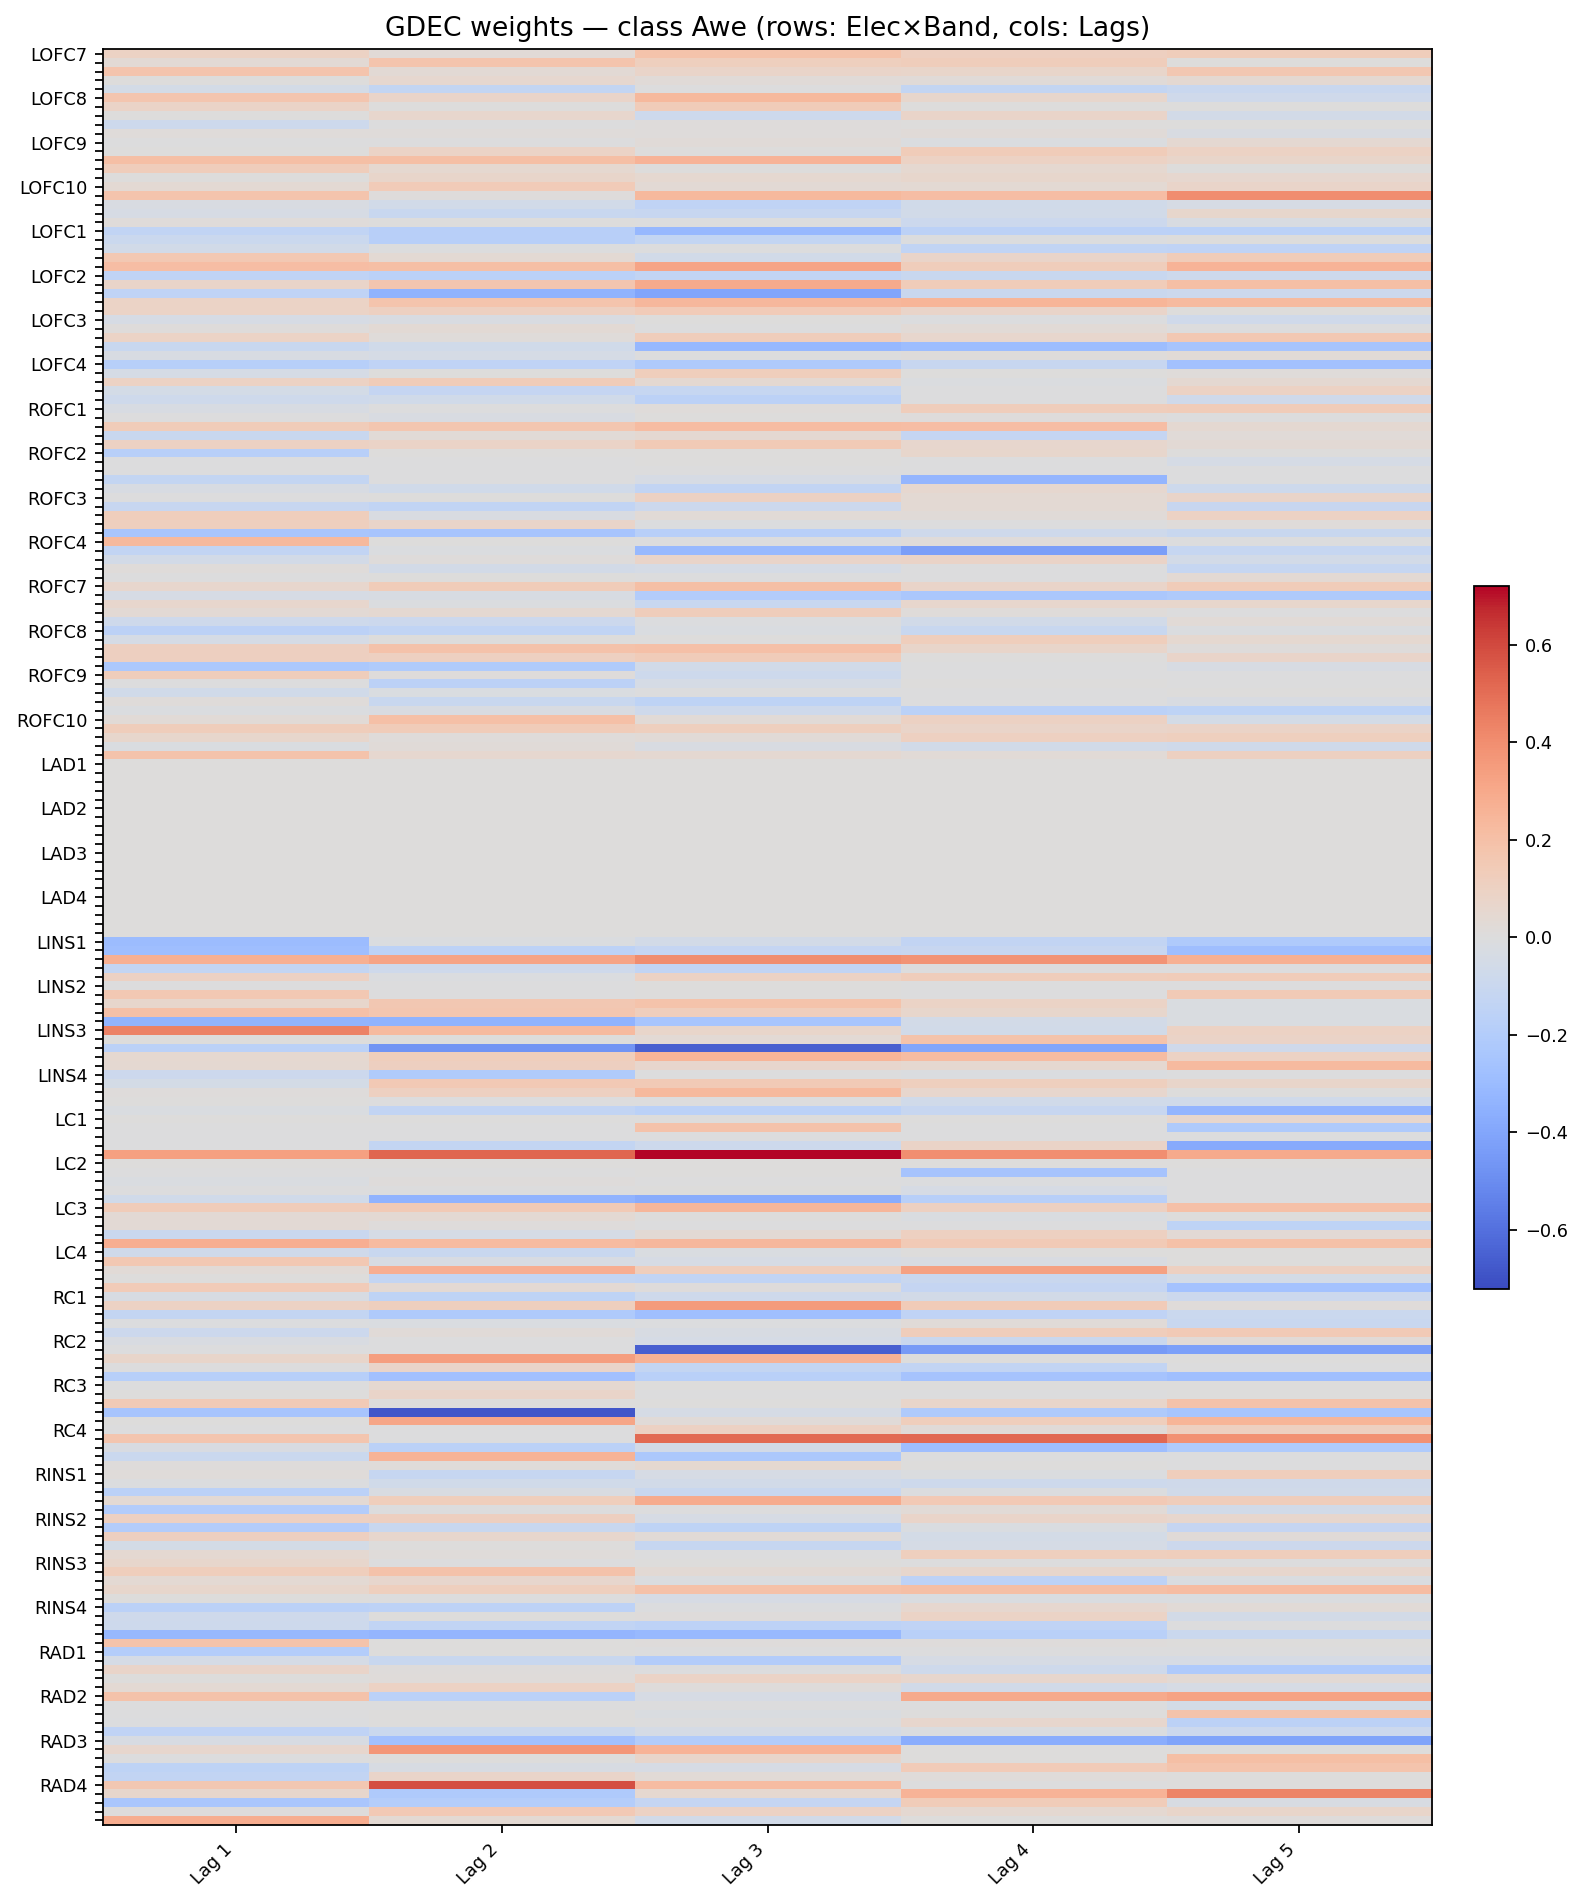 GDEC weights — class Awe (rows: Elec×Band, cols: Lags)
LOFC7
LOFC8
LOFC9
LOFC10
LOFC1
LOFC2
LOFC3
LOFC4
ROFC1
ROFC2
ROFC3
ROFC4
ROFC7
ROFC8
ROFC9
ROFC10
LAD1
LAD2
LAD3
LAD4
LINS1
LINS2
LINS3
LINS4
LC1
LC2
LC3
LC4
RC1
RC2
RC3
RC4
RINS1
RINS2
RINS3
RINS4
RAD1
RAD2
RAD3
RAD4
Lag 1
Lag 2
Lag 3
Lag 4
Lag 5
0.6
0.4
0.2
0.0
−0.2
−0.4
−0.6